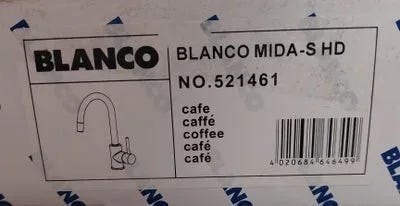 BLANCO
BLANCO MIDA-S HD
NO.521461
cafe
caffé
coffee
café
café
4 020684 646499